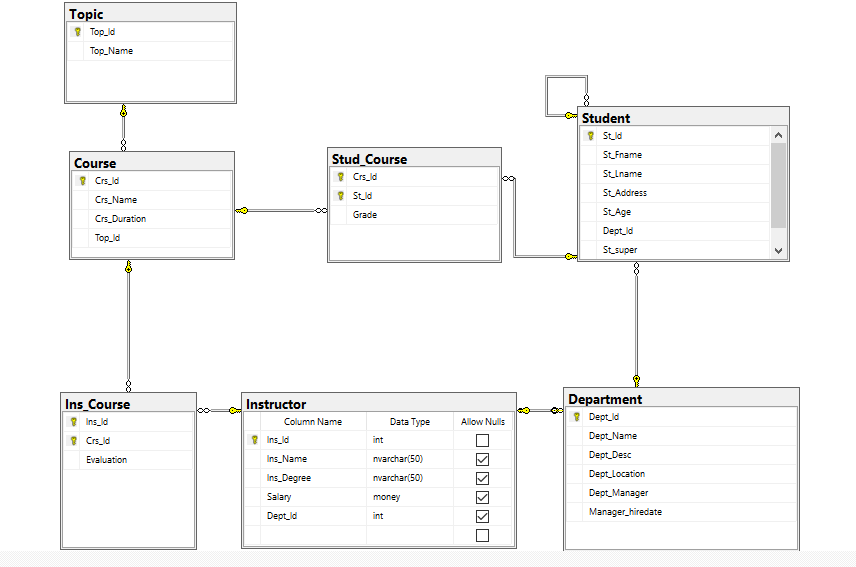 Topic
Top_Id
Top_Name
Course
Crs_Id
Crs_Name
Crs_Duration
Top_Id
Stud_Course
Crs_Id
St_Id
Grade
Student
St_Id
St_Fname
St_Lname
St_Address
St_Age
Dept_Id
St_super
Ins_Course
Ins_Id
Crs_Id
Evaluation
Instructor
Column Name Data Type Allow Nulls
Ins_Id int
Ins_Name nvarchar(50)
Ins_Degree nvarchar(50)
Salary money
Dept_Id int
Department
Dept_Id
Dept_Name
Dept_Desc
Dept_Location
Dept_Manager
Manager_hiredate